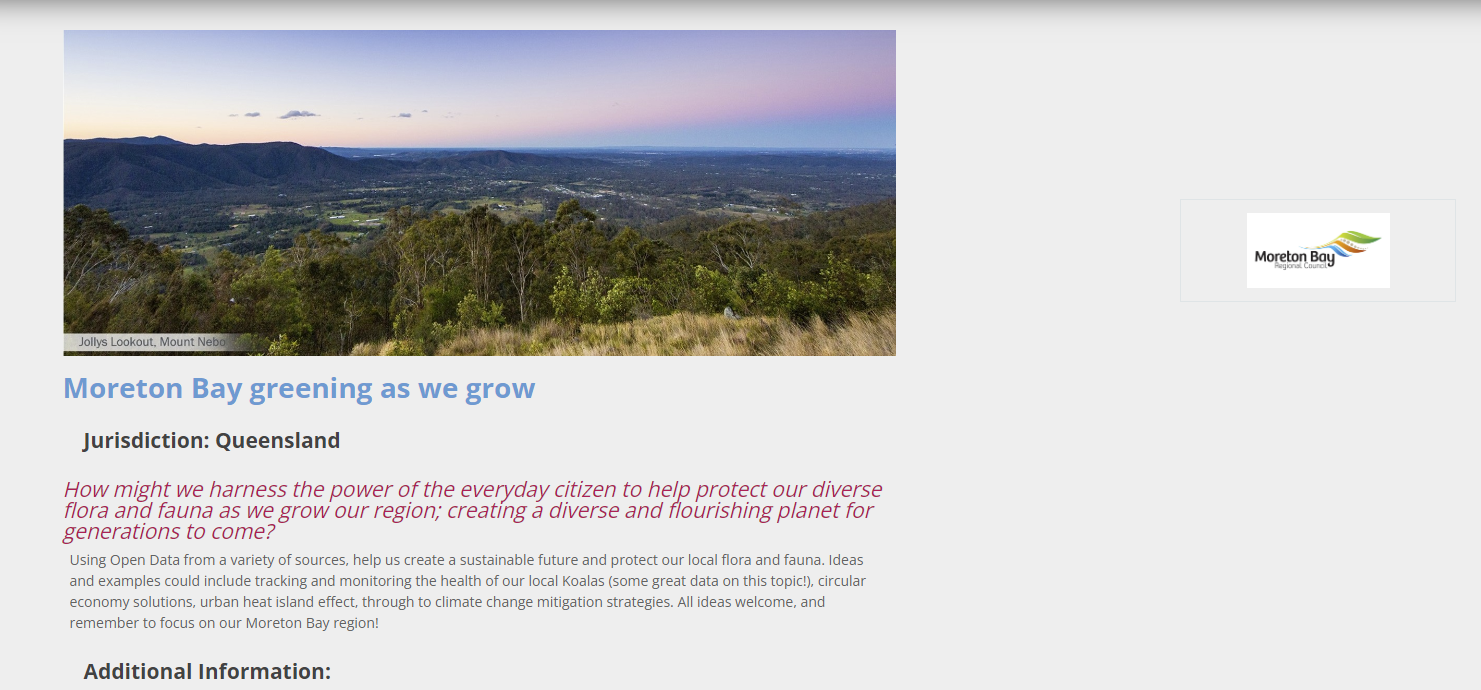 Jollys Lookout, Mount Nebo
Moreton Bay
Regional Council
Moreton Bay greening as we grow
Jurisdiction: Queensland
How might we harness the power of the everyday citizen to help protect our diverse
flora and fauna as we grow our region; creating a diverse and flourishing planet for
generations to come?
Using Open Data from a variety of sources, help us create a sustainable future and protect our local flora and fauna. Ideas
and examples could include tracking and monitoring the health of our local Koalas (some great data on this topic!), circular
economy solutions, urban heat island effect, through to climate change mitigation strategies. All ideas welcome, and
remember to focus on our Moreton Bay region!
Additional Information: